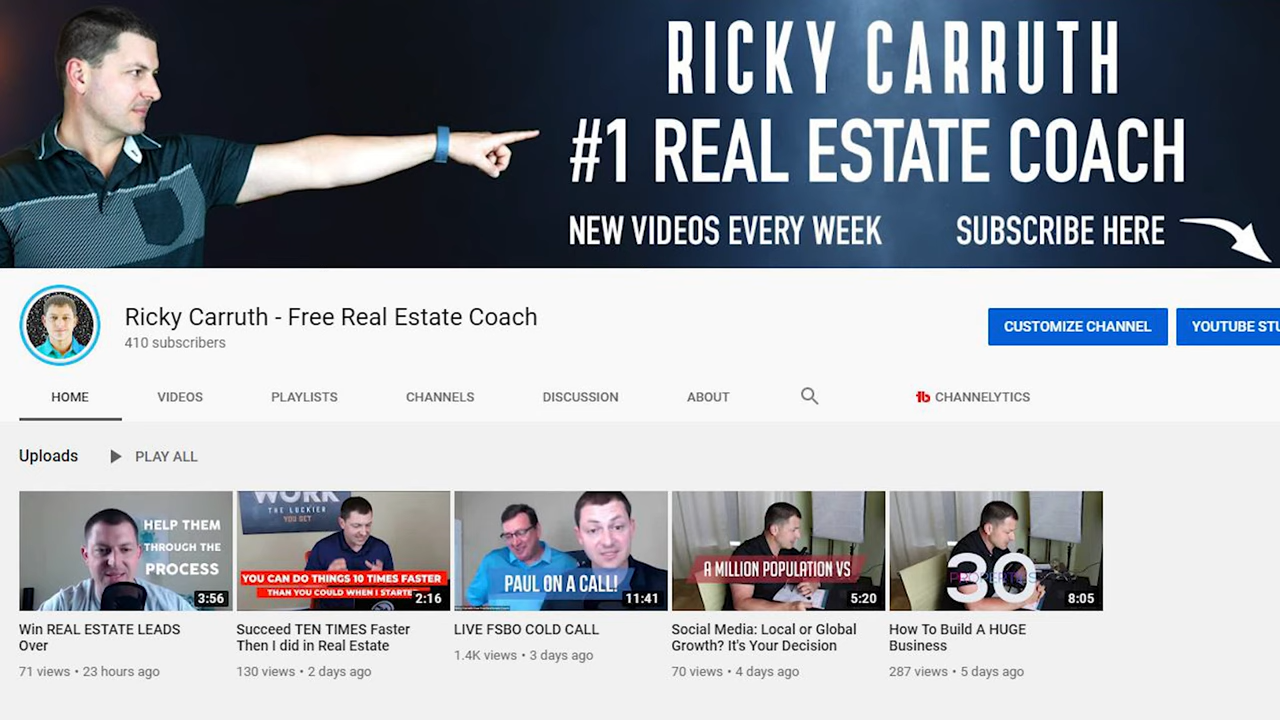 RICKY CARRUTH
#1 REAL ESTATE COACH
NEW VIDEOS EVERY WEEK
SUBSCRIBE HERE
Ricky Carruth - Free Real Estate Coach
410 subscribers
CUSTOMIZE CHANNEL
YOUTUBE STU
HOME
VIDEOS
PLAYLISTS
CHANNELS
DISCUSSION
ABOUT
CHANNELYTICS
Uploads
PLAY ALL
HELP THEM
THROUGH THE
PROCESS
3:56
WORK
THE LUCKIER
YOU GET
YOU CAN DO THINGS 10 TIMES FASTER
THAN YOU COULD WHEN I STARTE
2:16
PAUL ON A CALL!
11:41
A MILLION POPULATION VS
5:20
30
PROPERTIES
8:05
Win REAL ESTATE LEADS
Over
71 views • 23 hours ago
Succeed TEN TIMES Faster
Then I did in Real Estate
130 views • 2 days ago
LIVE FSBO COLD CALL
1.4K views • 3 days ago
Social Media: Local or Global
Growth? It's Your Decision
70 views • 4 days ago
How To Build A HUGE
Business
287 views • 5 days ago